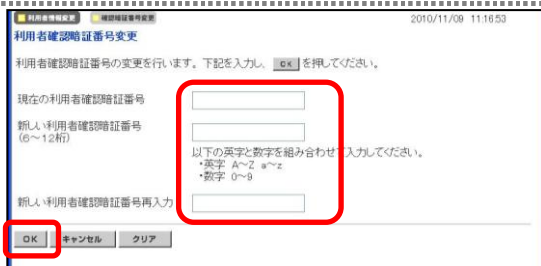 利用者情報変更 暗証番号変更
2010/11/09 11:16:53
利用者確認暗証番号変更
利用者確認暗証番号の変更を行います。下記を入力し、 OK を押してください。
現在の利用者確認暗証番号
新しい利用者確認暗証番号
(6～12桁)
以下の英字と数字を組み合わせて入力してください。
・英字 A～Z a～z
・数字 0～9
新しい利用者確認暗証番号再入力
OK キャンセル クリア